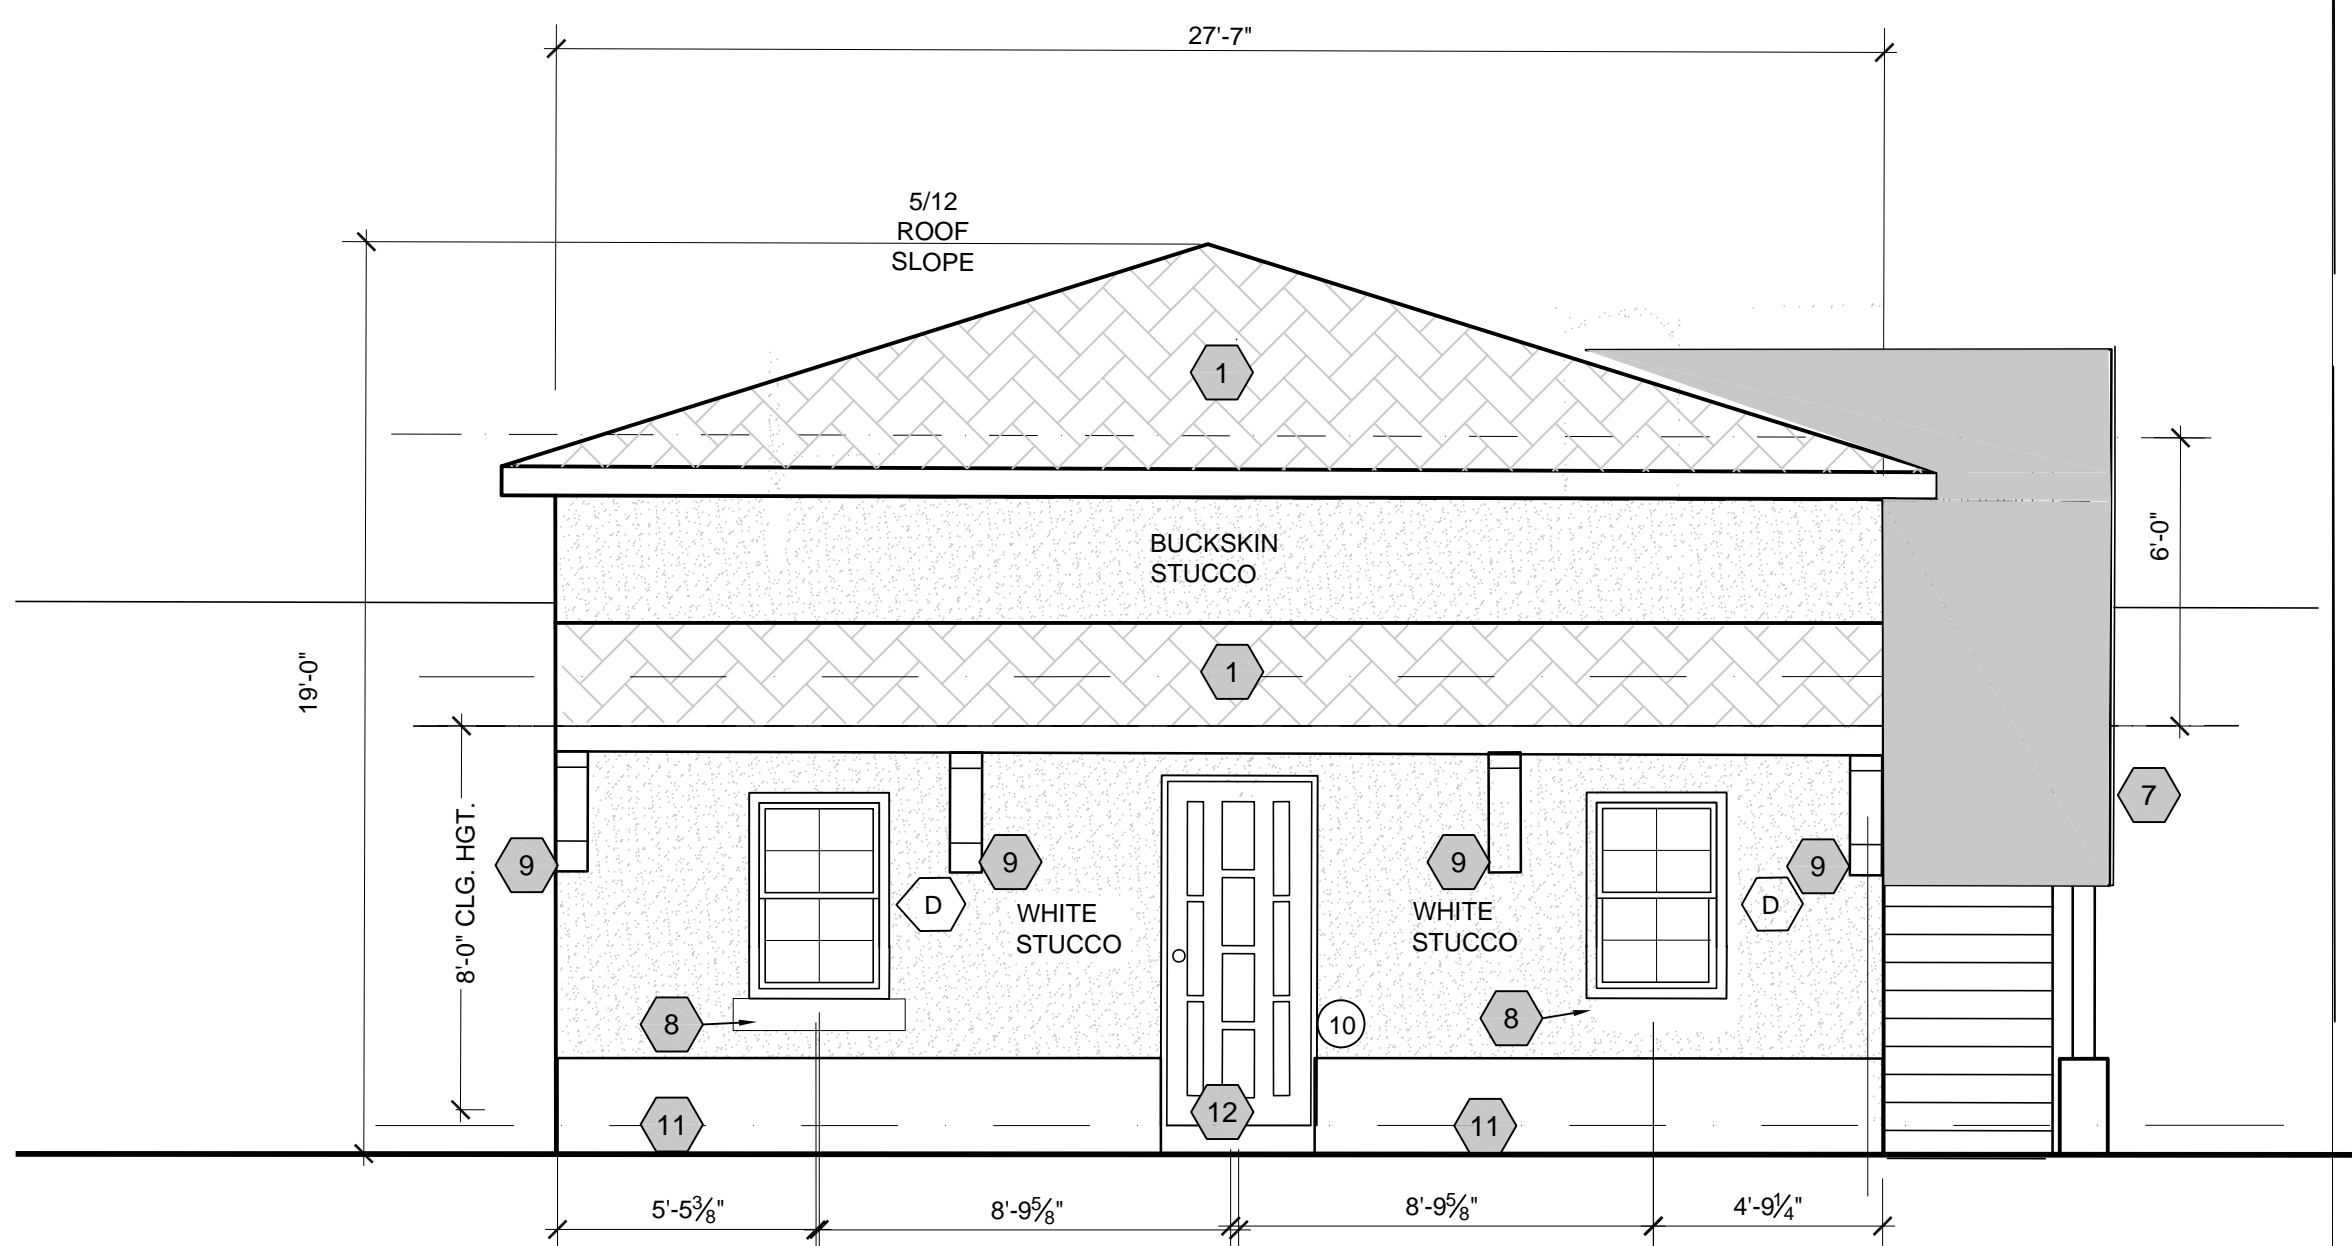 27'-7"
5/12
ROOF
SLOPE
1
BUCKSKIN
STUCCO
6'-0"
19'-0"
1
7
8'-0" CLG. HGT.
9
9
9
9
D
D
WHITE
STUCCO
WHITE
STUCCO
8
10
8
11
12
11
5'-5⅜"
8'-9⅝"
8'-9⅝"
4'-9¼"